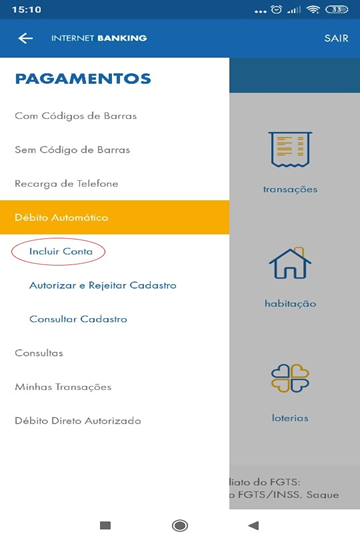 15:10
33
INTERNET BANKING
SAIR
PAGAMENTOS
Com Códigos de Barras
Sem Código de Barras
Recarga de Telefone
Débito Automático
Incluir Conta
Autorizar e Rejeitar Cadastro
Consultar Cadastro
Consultas
Minhas Transações
Débito Direto Autorizado
transações
habitação
loterias
diato do FGTS:
o FGTS/INSS. Saque